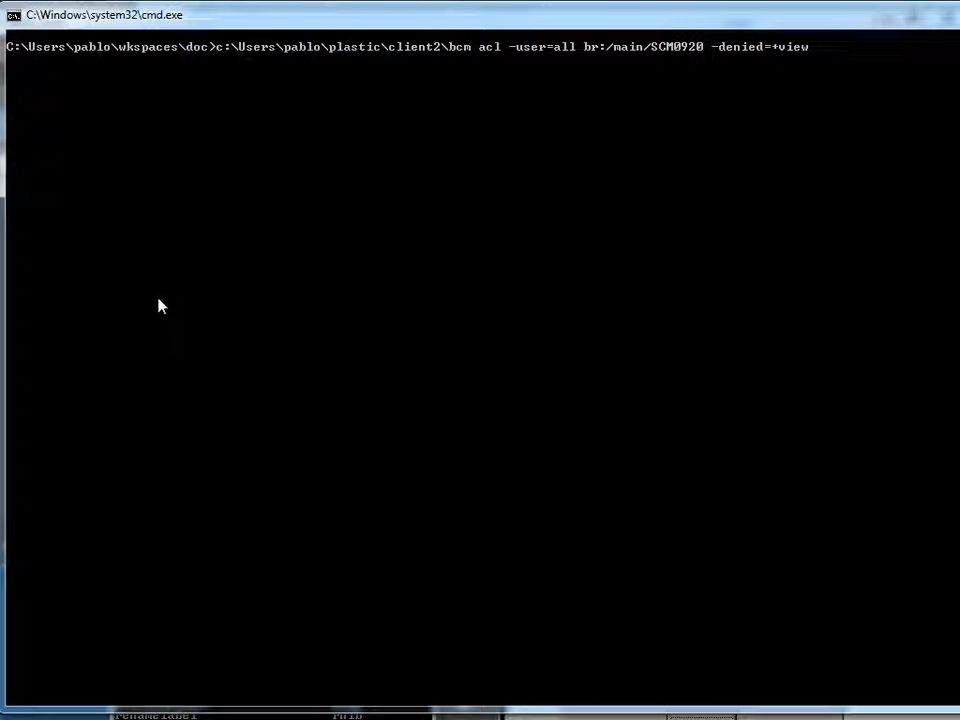 C:\Windows\system32\cmd.exe
C:\Users\pablo\wkspaces\doc>c:\Users\pablo\plastic\client2\bcm acl -user=all br:/main/SCM0920 -denied=+view
renamelabel